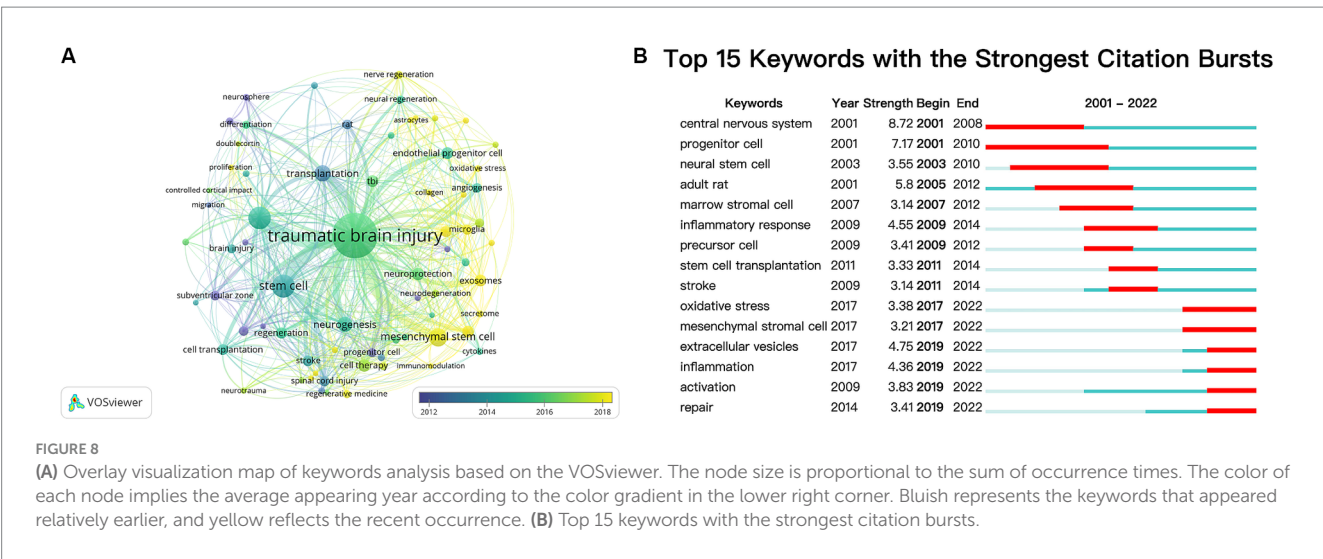 A
nerve regeneration
neurosphere
neural regeneration
differentiation
rat
astrocytes
doublecortin
endothelial progenitor cell
proliferation
transplantation
oxidative stress
tbi
controlled cortical impact
collagen
angiogenesis
migration
traumatic brain injury
microglia
brain injury
neuroprotection
stem cell
exosomes
subventricular zone
neurodegeneration
secretome
neurogenesis
regeneration
mesenchymal stem cell
cell transplantation
progenitor cell
cytokines
stroke
cell therapy
immunomodulation
spinal cord injury
neurotrauma
regenerative medicine
VOSviewer
2012 2014 2016 2018
B Top 15 Keywords with the Strongest Citation Bursts
Keywords Year Strength Begin End 2001 – 2022
central nervous system 2001 8.72 2001 2008
progenitor cell 2001 7.17 2001 2010
neural stem cell 2003 3.55 2003 2010
adult rat 2001 5.8 2005 2012
marrow stromal cell 2007 3.14 2007 2012
inflammatory response 2009 4.55 2009 2014
precursor cell 2009 3.41 2009 2012
stem cell transplantation 2011 3.33 2011 2014
stroke 2009 3.14 2011 2014
oxidative stress 2017 3.38 2017 2022
mesenchymal stromal cell 2017 3.21 2017 2022
extracellular vesicles 2017 4.75 2019 2022
inflammation 2017 4.36 2019 2022
activation 2009 3.83 2019 2022
repair 2014 3.41 2019 2022
FIGURE 8
(A) Overlay visualization map of keywords analysis based on the VOSviewer. The node size is proportional to the sum of occurrence times. The color of
each node implies the average appearing year according to the color gradient in the lower right corner. Bluish represents the keywords that appeared
relatively earlier, and yellow reflects the recent occurrence. (B) Top 15 keywords with the strongest citation bursts.